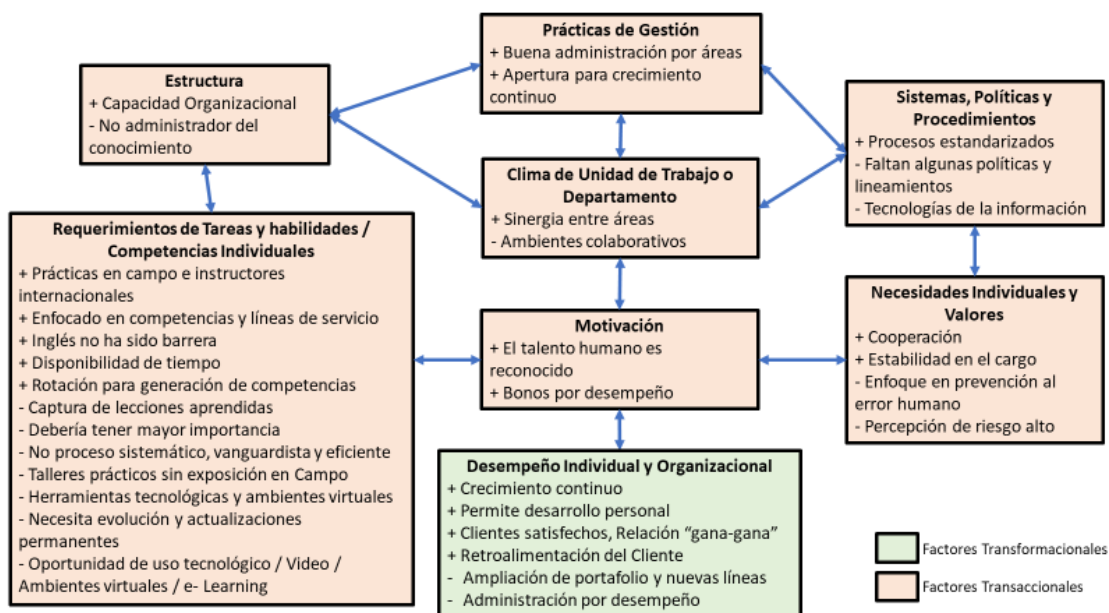 Prácticas de Gestión
+ Buena administración por áreas
+ Apertura para crecimiento
continuo
Estructura
+ Capacidad Organizacional
- No administrador del
conocimiento
Sistemas, Políticas y
Procedimientos
+ Procesos estandarizados
- Faltan algunas políticas y
lineamientos
- Tecnologías de la información
Clima de Unidad de Trabajo o
Departamento
+ Sinergia entre áreas
- Ambientes colaborativos
Requerimientos de Tareas y habilidades /
Competencias Individuales
+ Prácticas en campo e instructores
internacionales
+ Enfocado en competencias y líneas de servicio
+ Inglés no ha sido barrera
+ Disponibilidad de tiempo
+ Rotación para generación de competencias
- Captura de lecciones aprendidas
- Debería tener mayor importancia
- No proceso sistemático, vanguardista y eficiente
- Talleres prácticos sin exposición en Campo
- Herramientas tecnológicas y ambientes virtuales
- Necesita evolución y actualizaciones
permanentes
- Oportunidad de uso tecnológico / Video /
Ambientes virtuales / e- Learning
Motivación
+ El talento humano es
reconocido
+ Bonos por desempeño
Necesidades Individuales y
Valores
+ Cooperación
+ Estabilidad en el cargo
- Enfoque en prevención al
error humano
- Percepción de riesgo alto
Desempeño Individual y Organizacional
+ Crecimiento continuo
+ Permite desarrollo personal
+ Clientes satisfechos, Relación “gana-gana”
+ Retroalimentación del Cliente
- Ampliación de portafolio y nuevas líneas
- Administración por desempeño
Factores Transformacionales
Factores Transaccionales